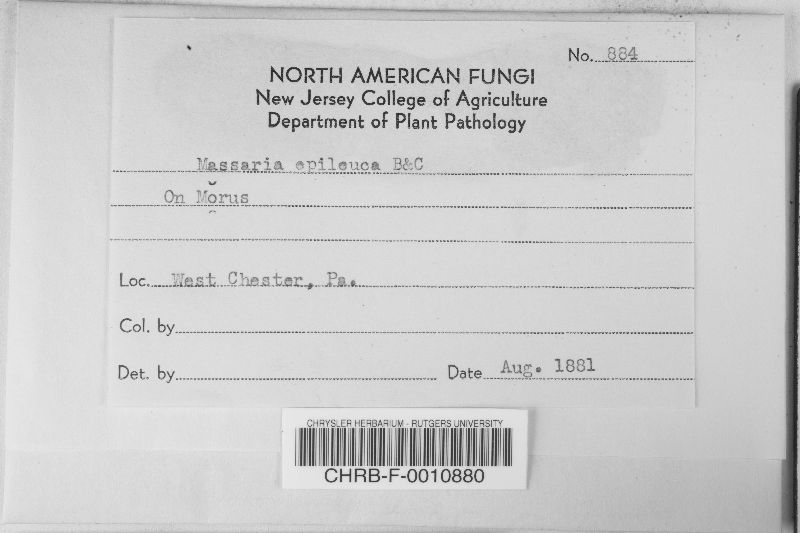 No. 884
NORTH AMERICAN FUNGI
New Jersey College of Agriculture
Department of Plant Pathology
Massaria epileuca B&C
On Morus
Loc. West Chester, Pa.
Col. by
Det. by Date Aug. 1881
CHRYSLER HERBARIUM - RUTGERS UNIVERSITY
CHRB-F-0010880